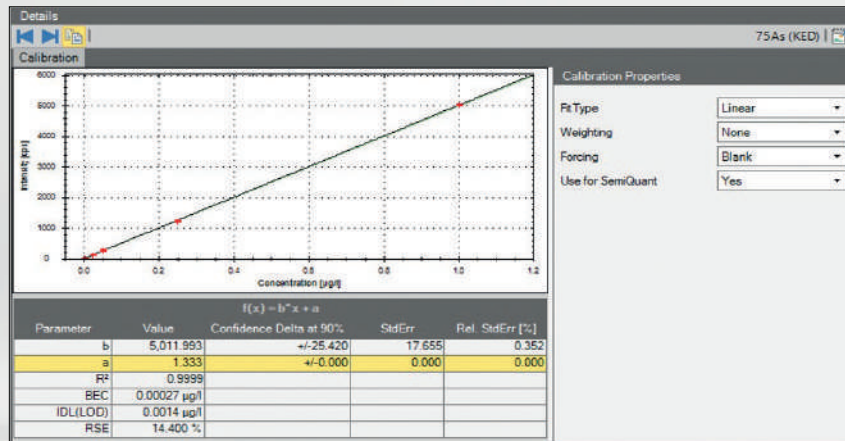 Details
75As (KED)
Calibration
Calibration Properties
6000
5000
4000
3000
2000
1000
0
Intensity [cps]
0.0 0.2 0.4 0.6 0.8 1.0 1.2
Concentration [µg/l]
Fit Type Linear
Weighting None
Forcing Blank
Use for SemiQuant Yes
f(x) = b*x + a
Parameter Value Confidence Delta at 90% StdErr Rel. StdErr [%]
b 5,011.993 +/-25.420 17.655 0.352
a 1.333 +/-0.000 0.000 0.000
R² 0.9999
BEC 0.00027 µg/l
IDL(LOD) 0.0014 µg/l
RSE 14.400 %